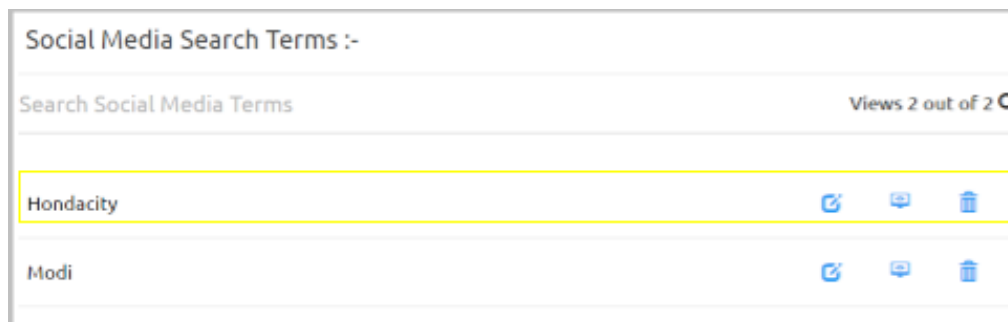 Social Media Search Terms :-
Search Social Media Terms Views 2 out of 2
Hondacity
Modi